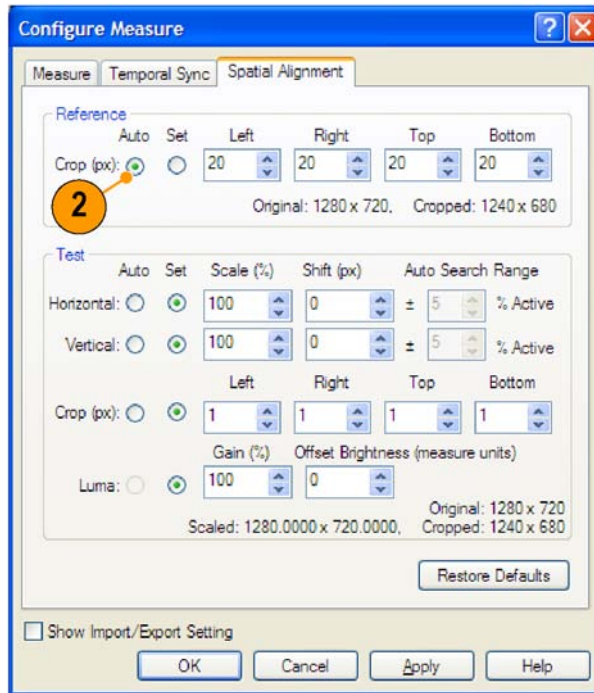 Configure Measure
Measure Temporal Sync Spatial Alignment
Reference
Auto Set Left Right Top Bottom
Crop (px): 20 20 20 20
2
Original: 1280 x 720, Cropped: 1240 x 680
Test
Auto Set Scale (%) Shift (px) Auto Search Range
Horizontal: 100 0 ± 5 % Active
Vertical: 100 0 ± 5 % Active
Left Right Top Bottom
Crop (px): 1 1 1 1
Gain (%) Offset Brightness (measure units)
Luma: 100 0
Original: 1280 x 720
Scaled: 1280.0000 x 720.0000, Cropped: 1240 x 680
Restore Defaults
Show Import/Export Setting
OK Cancel Apply Help